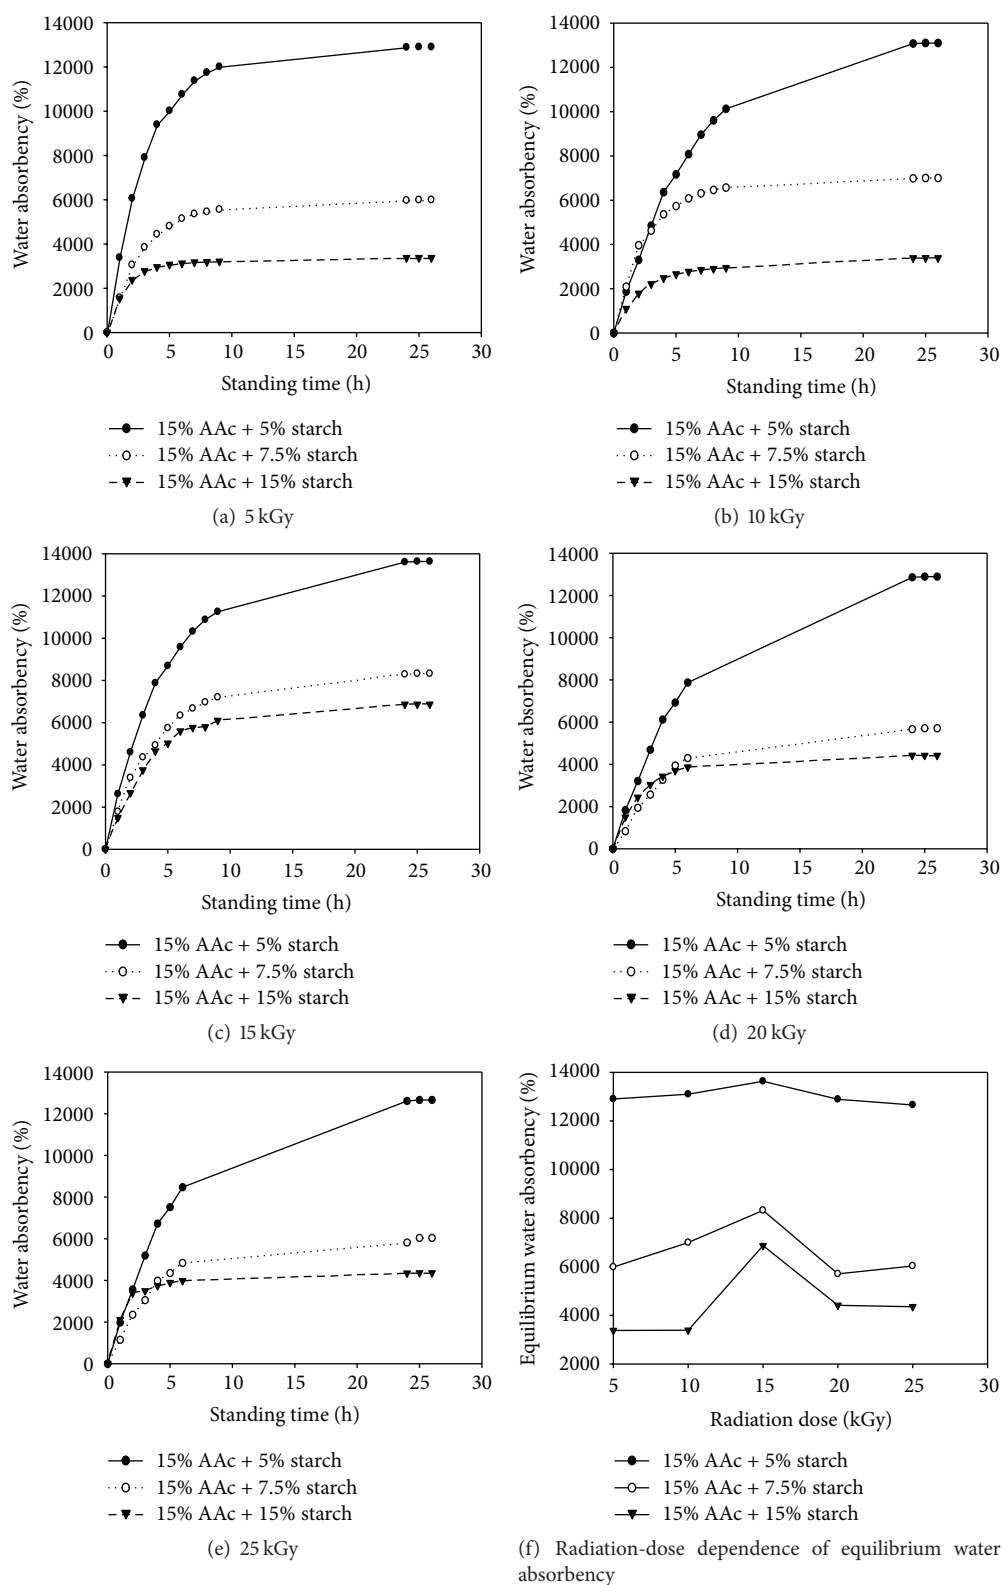 14000
12000
10000
8000
6000
4000
2000
0
Water absorbency (%)
0 5 10 15 20 25 30
Standing time (h)
15% AAc + 5% starch
15% AAc + 7.5% starch
15% AAc + 15% starch
(a) 5 kGy
14000
12000
10000
8000
6000
4000
2000
0
Water absorbency (%)
0 5 10 15 20 25 30
Standing time (h)
15% AAc + 5% starch
15% AAc + 7.5% starch
15% AAc + 15% starch
(b) 10 kGy
14000
12000
10000
8000
6000
4000
2000
0
Water absorbency (%)
0 5 10 15 20 25 30
Standing time (h)
15% AAc + 5% starch
15% AAc + 7.5% starch
15% AAc + 15% starch
(c) 15 kGy
14000
12000
10000
8000
6000
4000
2000
0
Water absorbency (%)
0 5 10 15 20 25 30
Standing time (h)
15% AAc + 5% starch
15% AAc + 7.5% starch
15% AAc + 15% starch
(d) 20 kGy
14000
12000
10000
8000
6000
4000
2000
0
Water absorbency (%)
0 5 10 15 20 25 30
Standing time (h)
15% AAc + 5% starch
15% AAc + 7.5% starch
15% AAc + 15% starch
(e) 25 kGy
14000
12000
10000
8000
6000
4000
2000
Equilibrium water absorbency (%)
5 10 15 20 25 30
Radiation dose (kGy)
15% AAc + 5% starch
15% AAc + 7.5% starch
15% AAc + 15% starch
(f) Radiation-dose dependence of equilibrium water
absorbency